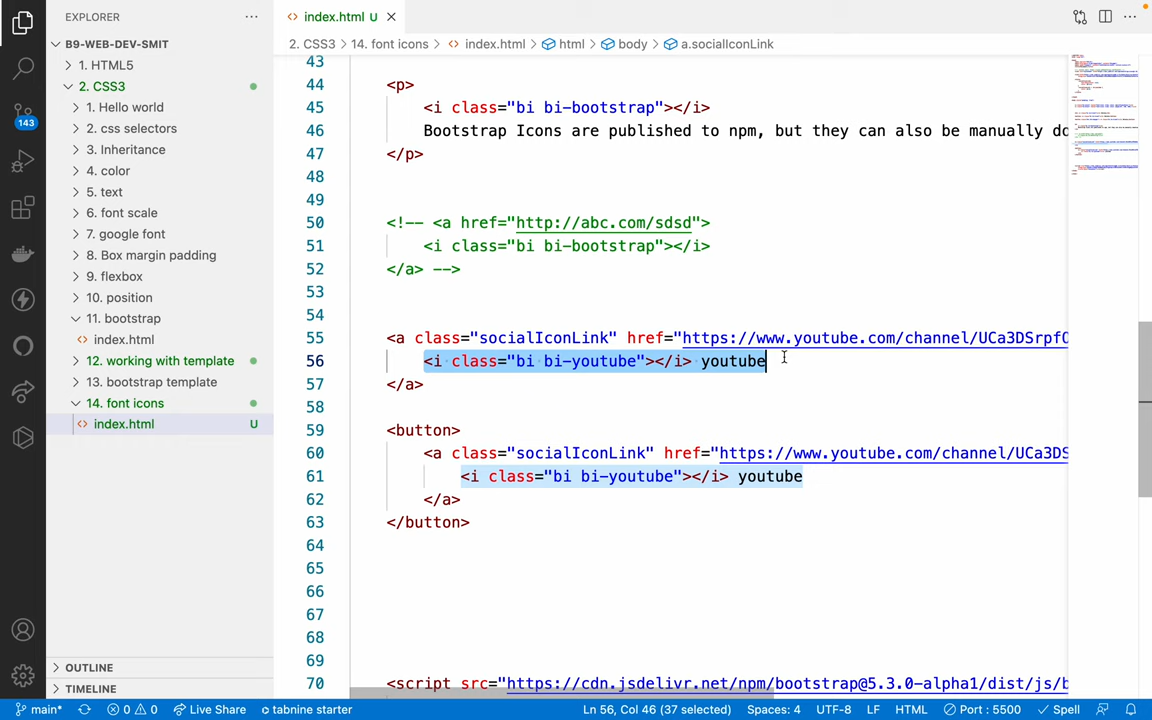 EXPLORER
index.html U
B9-WEB-DEV-SMIT
2. CSS3 > 14. font icons > index.html > html > body > a.socialIconLink
1. HTML5
2. CSS3
1. Hello world
2. css selectors
3. Inheritance
4. color
5. text
6. font scale
7. google font
8. Box margin padding
9. flexbox
10. position
11. bootstrap
index.html
12. working with template
13. bootstrap template
14. font icons
index.html U
OUTLINE
TIMELINE
143
43
44 <p>
45 <i class="bi bi-bootstrap"></i>
46 Bootstrap Icons are published to npm, but they can also be manually do
47 </p>
48
49
50 <!-- <a href="http://abc.com/sdsd">
51 <i class="bi bi-bootstrap"></i>
52 </a> -->
53
54
55 <a class="socialIconLink" href="https://www.youtube.com/channel/UCa3DSrpfC
56 <i class="bi bi-youtube"></i> youtube
57 </a>
58
59 <button>
60 <a class="socialIconLink" href="https://www.youtube.com/channel/UCa3DS
61 <i class="bi bi-youtube"></i> youtube
62 </a>
63 </button>
64
65
66
67
68
69
70 <script src="https://cdn.jsdelivr.net/npm/bootstrap@5.3.0-alpha1/dist/js/b
main* 0 0 Live Share tabnine starter Ln 56, Col 46 (37 selected) Spaces: 4 UTF-8 LF HTML Port : 5500 Spell